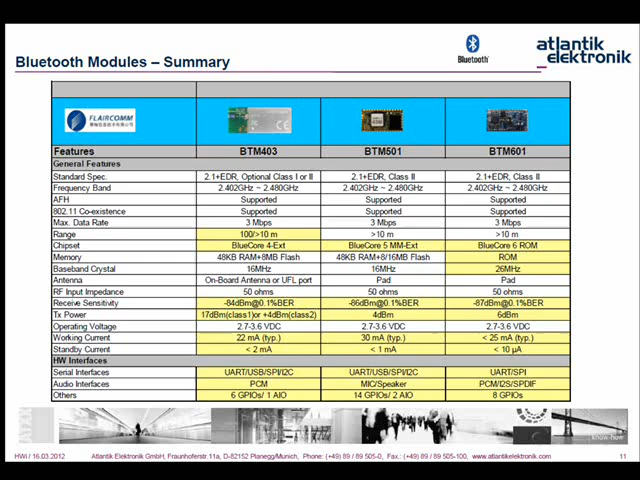 Bluetooth Modules – Summary
Bluetooth
atlantik
elektronik
FLAIRCOMM
Features BTM403 BTM501 BTM601
General Features
Standard Spec. 2.1+EDR, Optional Class I or II 2.1+EDR, Class II 2.1+EDR, Class II
Frequency Band 2.402GHz ~ 2.480GHz 2.402GHz ~ 2.480GHz 2.402GHz ~ 2.480GHz
AFH Supported Supported Supported
802.11 Co-existence Supported Supported Supported
Max. Data Rate 3 Mbps 3 Mbps 3 Mbps
Range 100/>10 m >10 m >10 m
Chipset BlueCore 4-Ext BlueCore 5 MM-Ext BlueCore 6 ROM
Memory 48KB RAM+8MB Flash 48KB RAM+8/16MB Flash ROM
Baseband Crystal 16MHz 16MHz 26MHz
Antenna On-Board Antenna or UFL port Pad Pad
RF Input Impedance 50 ohms 50 ohms 50 ohms
Receive Sensitivity -84dBm@0.1%BER -86dBm@0.1%BER -87dBm@0.1%BER
Tx Power 17dBm(class1)or +4dBm(class2) 4dBm 6dBm
Operating Voltage 2.7-3.6 VDC 2.7-3.6 VDC 2.7-3.6 VDC
Working Current 22 mA (typ.) 30 mA (typ.) < 25 mA (typ.)
Standby Current < 2 mA < 1 mA < 10 µA
HW Interfaces
Serial Interfaces UART/USB/SPI/I2C UART/USB/SPI/I2C UART/SPI
Audio Interfaces PCM MIC/Speaker PCM/I2S/SPDIF
Others 6 GPIOs/ 1 AIO 14 GPIOs/ 2 AIO 8 GPIOs
know-how
HWi / 16.03.2012 Atlantik Elektronik GmbH, Fraunhoferstr.11a, D-82152 Planegg/Munich, Phone: (+49) 89 / 89 505-0, Fax.: (+49) 89 / 89 505-100, www.atlantikelektronik.com 11